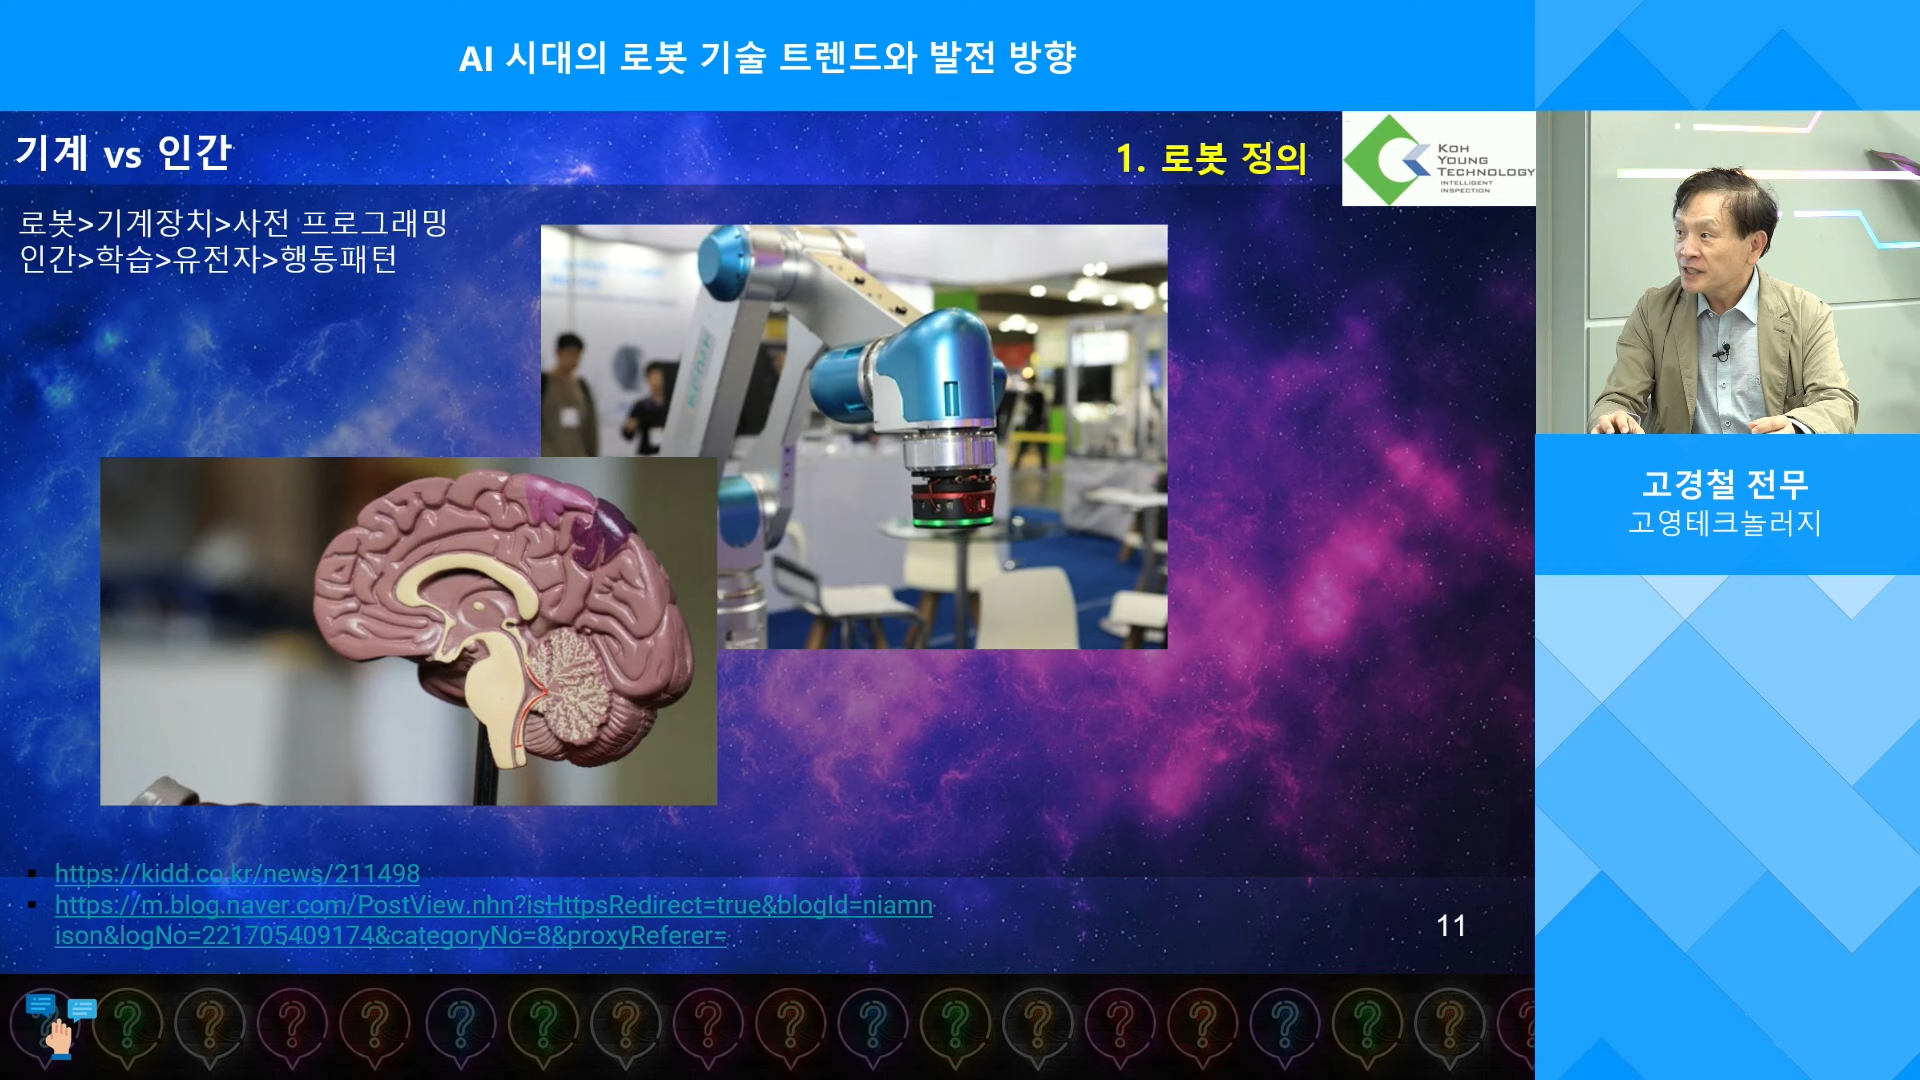 AI 시대의 로봇 기술 트렌드와 발전 방향
기계 vs 인간
1. 로봇 정의
KOH
YOUNG
TECHNOLOGY
INTELLIGENT
INSPECTION
로봇>기계장치>사전 프로그래밍
인간>학습>유전자>행동패턴
고경철 전무
고영테크놀러지
https://kidd.co.kr/news/211498
https://m.blog.naver.com/PostView.nhn?isHttpsRedirect=true&blogId=niamn
ison&logNo=221705409174&categoryNo=8&proxyReferer=
11